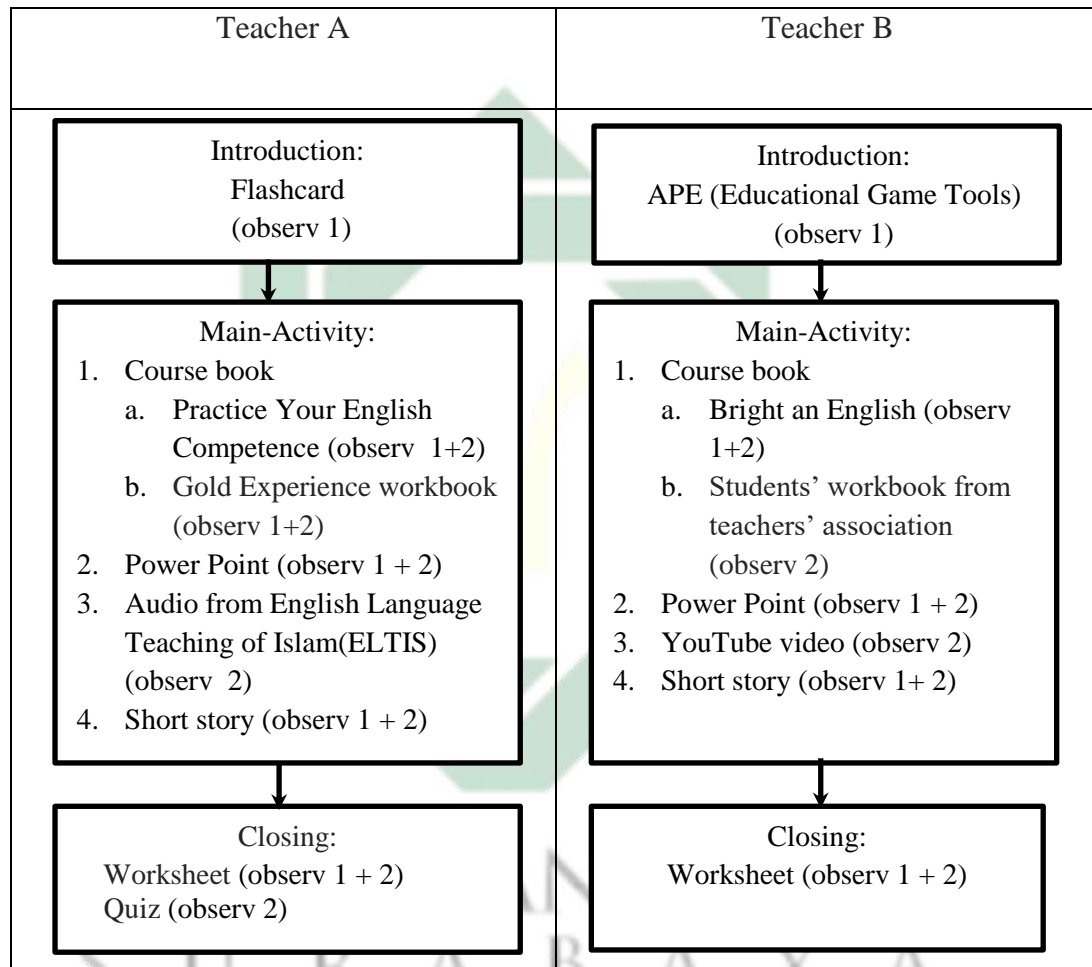 Teacher A
Introduction:
Flashcard
(observ 1)
Main-Activity:
1. Course book
a. Practice Your English
Competence (observ 1+2)
b. Gold Experience workbook
(observ 1+2)
2. Power Point (observ 1 + 2)
3. Audio from English Language
Teaching of Islam(ELTIS)
(observ 2)
4. Short story (observ 1 + 2)
Closing:
Worksheet (observ 1 + 2)
Quiz (observ 2)
Teacher B
Introduction:
APE (Educational Game Tools)
(observ 1)
Main-Activity:
1. Course book
a. Bright an English (observ
1+2)
b. Students’ workbook from
teachers’ association
(observ 2)
2. Power Point (observ 1 + 2)
3. YouTube video (observ 2)
4. Short story (observ 1+ 2)
Closing:
Worksheet (observ 1 + 2)